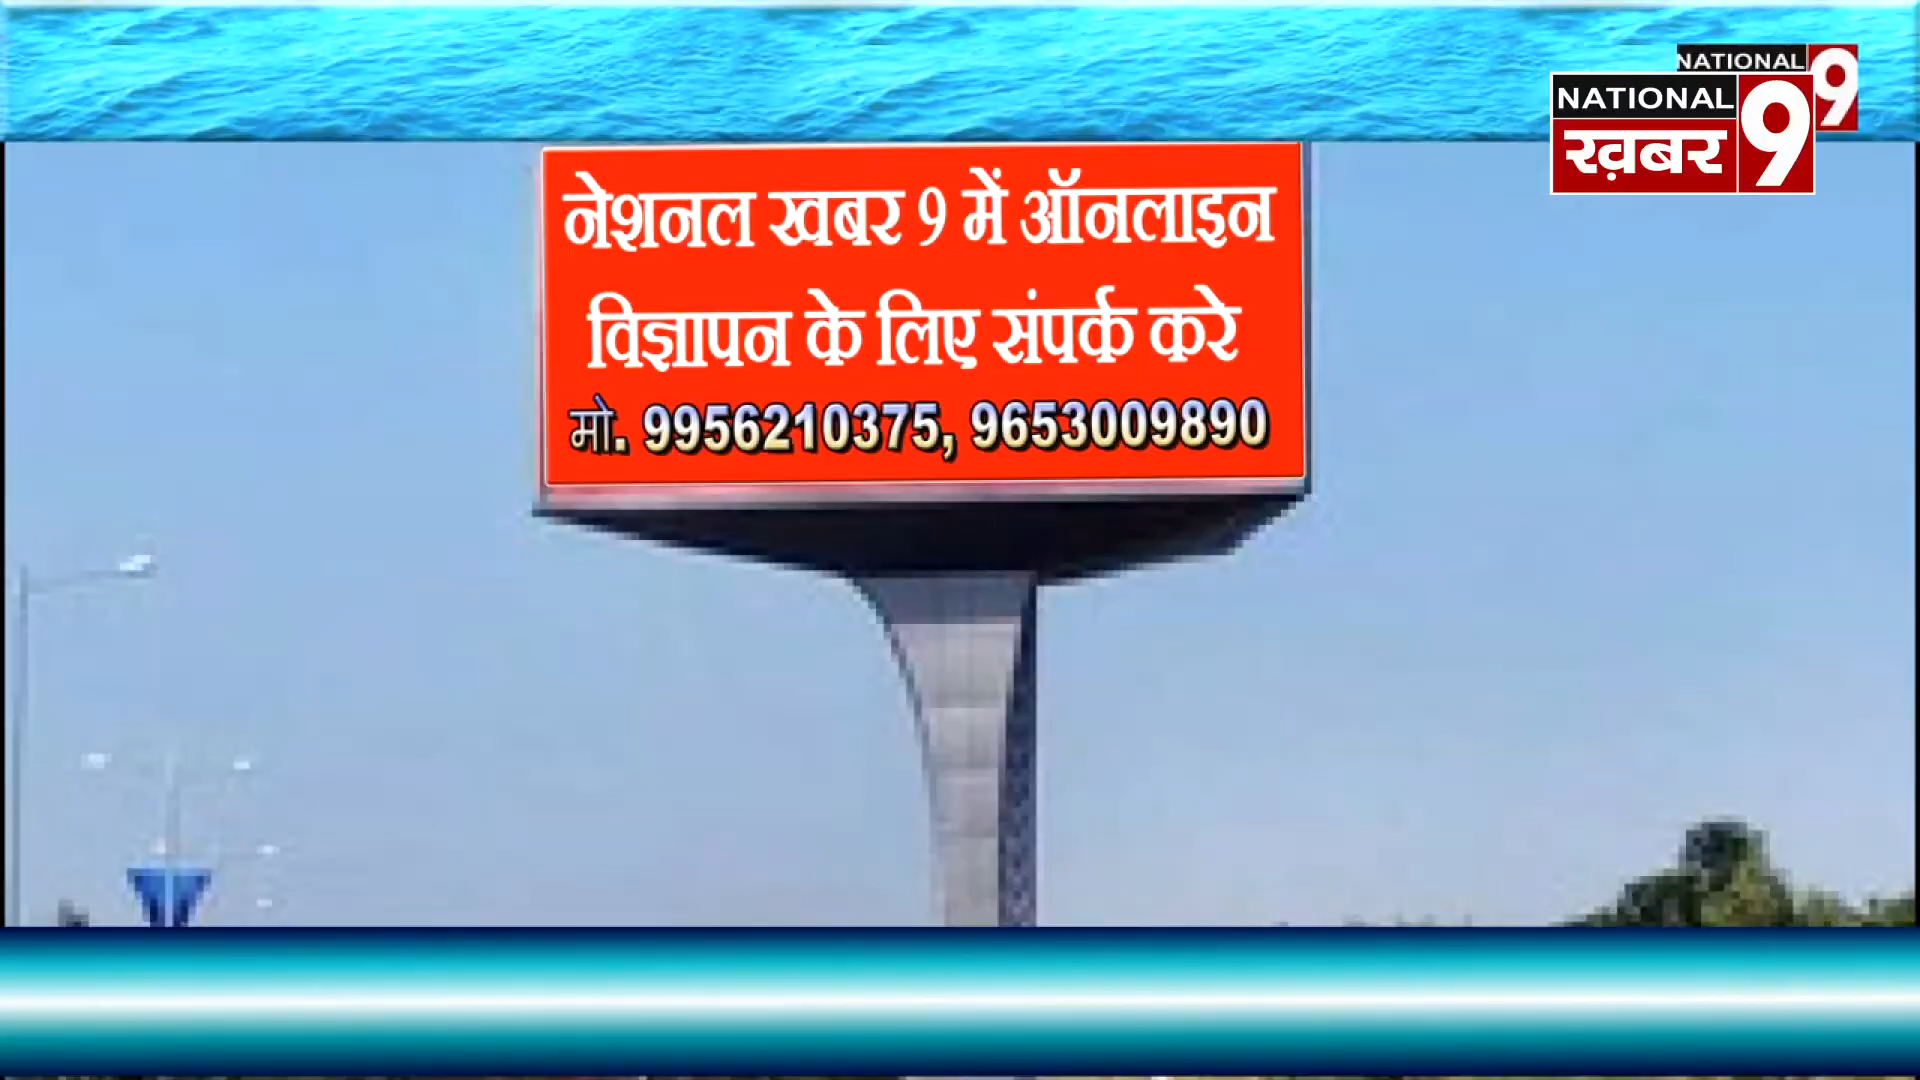 NATIONAL
9
NATIONAL
ख़बर
9
नेशनल खबर 9 में ऑनलाइन
विज्ञापन के लिए संपर्क करे
मो. 9956210375, 9653009890